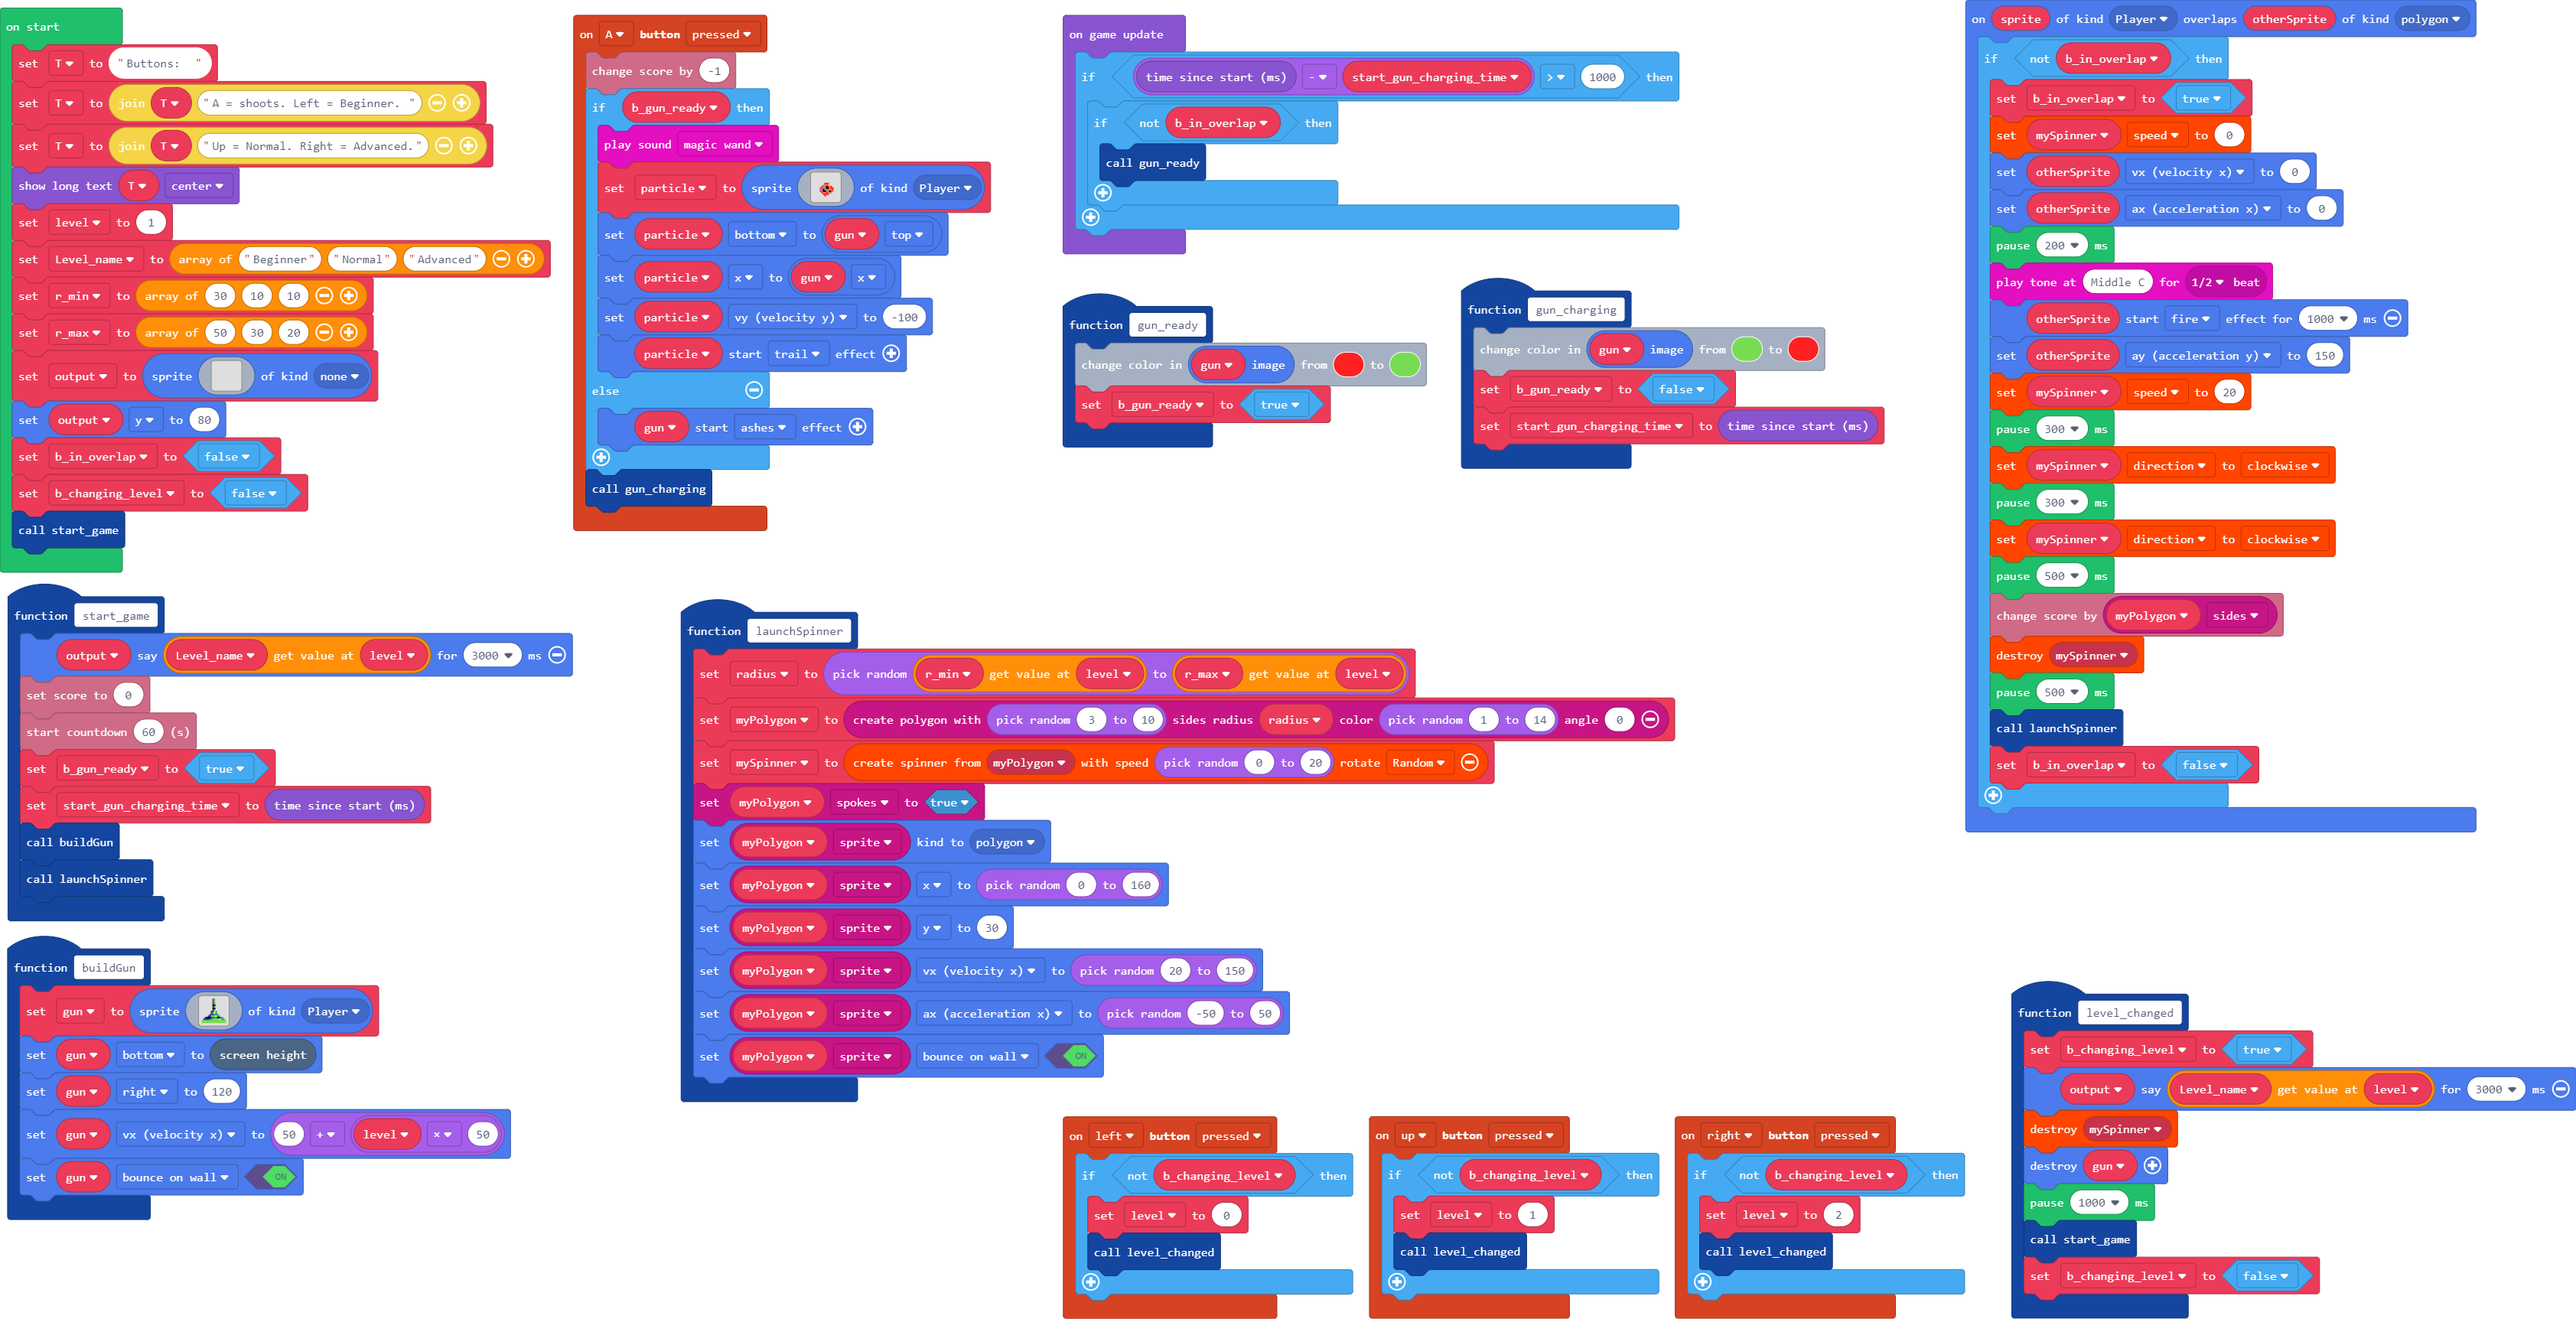 on start
set T to "Buttons:  "
set T to join T "A = shoots. Left = Beginner. "
set T to join T "Up = Normal. Right = Advanced."
show long text T center
set level to 1
set Level_name to array of "Beginner" "Normal" "Advanced"
set r_min to array of 30 10 10
set r_max to array of 50 30 20
set output to sprite of kind none
set output y to 80
set b_in_overlap to false
set b_changing_level to false
call start_game
on A button pressed
change score by -1
if b_gun_ready then
play sound magic wand
set particle to sprite of kind Player
set particle bottom to gun top
set particle x to gun x
set particle vy (velocity y) to -100
particle start trail effect
else
gun start ashes effect
call gun_charging
on game update
if time since start (ms) - start_gun_charging_time > 1000 then
if not b_in_overlap then
call gun_ready
function gun_ready
change color in gun image from to
set b_gun_ready to true
function gun_charging
change color in gun image from to
set b_gun_ready to false
set start_gun_charging_time to time since start (ms)
on sprite of kind Player overlaps otherSprite of kind polygon
if not b_in_overlap then
set b_in_overlap to true
set mySpinner speed to 0
set otherSprite vx (velocity x) to 0
set otherSprite ax (acceleration x) to 0
pause 200 ms
play tone at Middle C for 1/2 beat
otherSprite start fire effect for 1000 ms
set otherSprite ay (acceleration y) to 150
set mySpinner speed to 20
pause 300 ms
set mySpinner direction to clockwise
pause 300 ms
set mySpinner direction to clockwise
pause 500 ms
change score by myPolygon sides
destroy mySpinner
pause 500 ms
call launchSpinner
set b_in_overlap to false
function start_game
output say Level_name get value at level for 3000 ms
set score to 0
start countdown 60 (s)
set b_gun_ready to true
set start_gun_charging_time to time since start (ms)
call buildGun
call launchSpinner
function launchSpinner
set radius to pick random r_min get value at level to r_max get value at level
set myPolygon to create polygon with pick random 3 to 10 sides radius radius color pick random 1 to 14 angle 0
set mySpinner to create spinner from myPolygon with speed pick random 0 to 20 rotate Random
set myPolygon spokes to true
set myPolygon sprite kind to polygon
set myPolygon sprite x to pick random 0 to 160
set myPolygon sprite y to 30
set myPolygon sprite vx (velocity x) to pick random 20 to 150
set myPolygon sprite ax (acceleration x) to pick random -50 to 50
set myPolygon sprite bounce on wall ON
function buildGun
set gun to sprite of kind Player
set gun bottom to screen height
set gun right to 120
set gun vx (velocity x) to 50 + level × 50
set gun bounce on wall ON
on left button pressed
if not b_changing_level then
set level to 0
call level_changed
on up button pressed
if not b_changing_level then
set level to 1
call level_changed
on right button pressed
if not b_changing_level then
set level to 2
call level_changed
function level_changed
set b_changing_level to true
output say Level_name get value at level for 3000 ms
destroy mySpinner
destroy gun
pause 1000 ms
call start_game
set b_changing_level to false